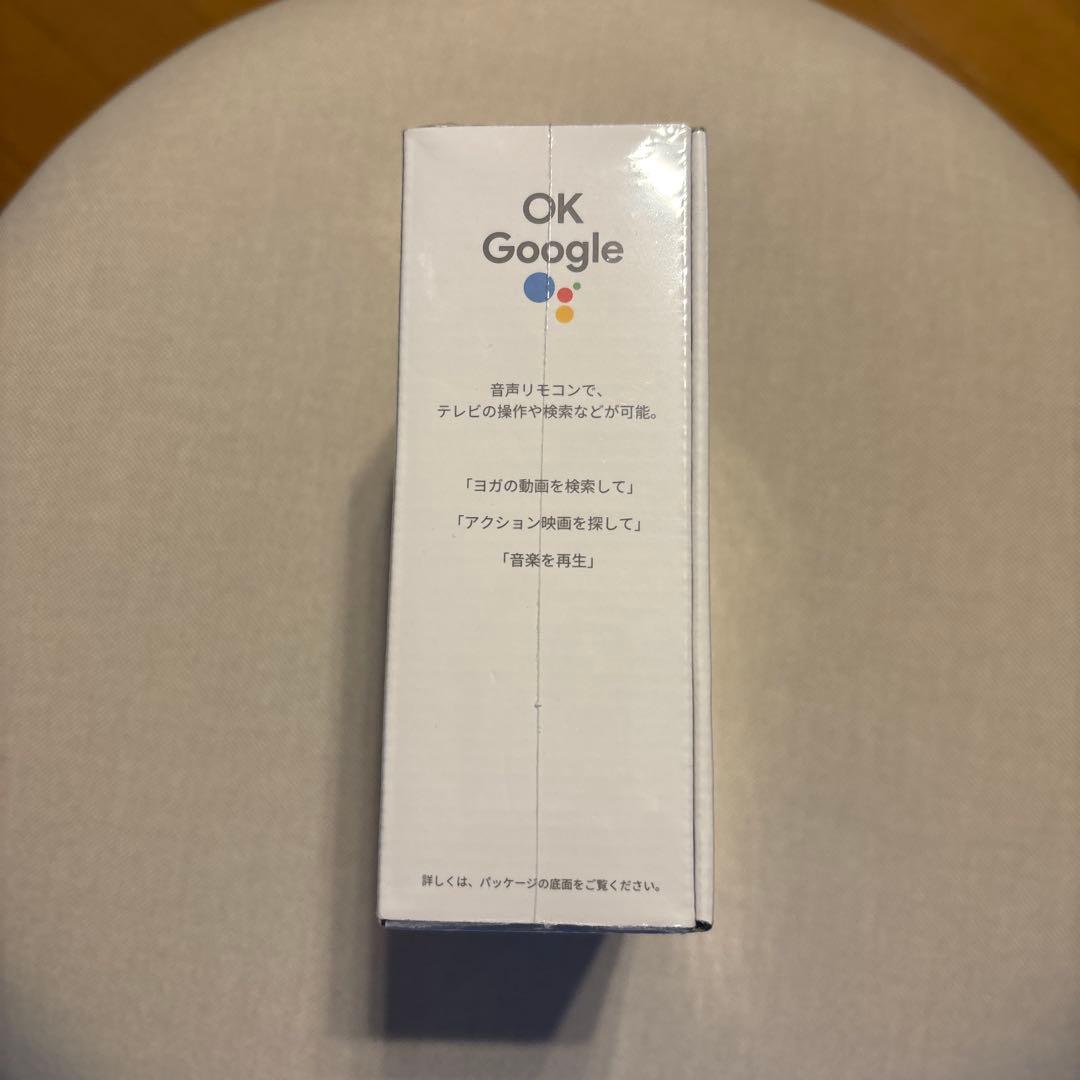 OK
Google
音声リモコンで、
テレビの操作や検索などが可能。
「ヨガの動画を検索して」
「アクション映画を探して」
「音楽を再生」
詳しくは、パッケージの底面をご覧ください。